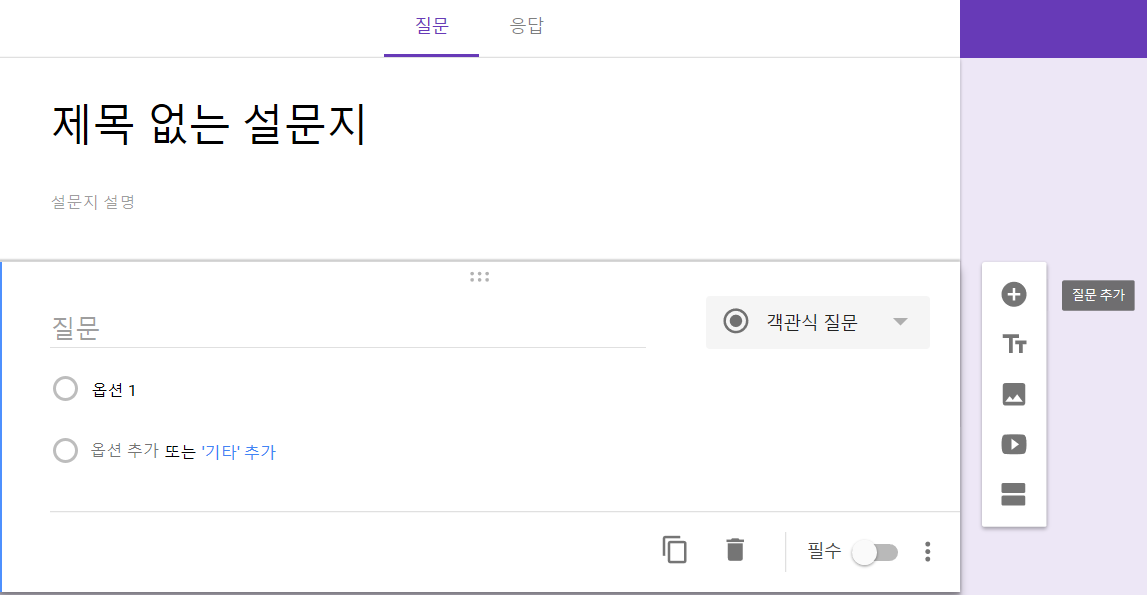 질문 응답
제목 없는 설문지
설문지 설명
질문 추가
질문 객관식 질문
옵션 1
옵션 추가 또는 '기타' 추가
필수